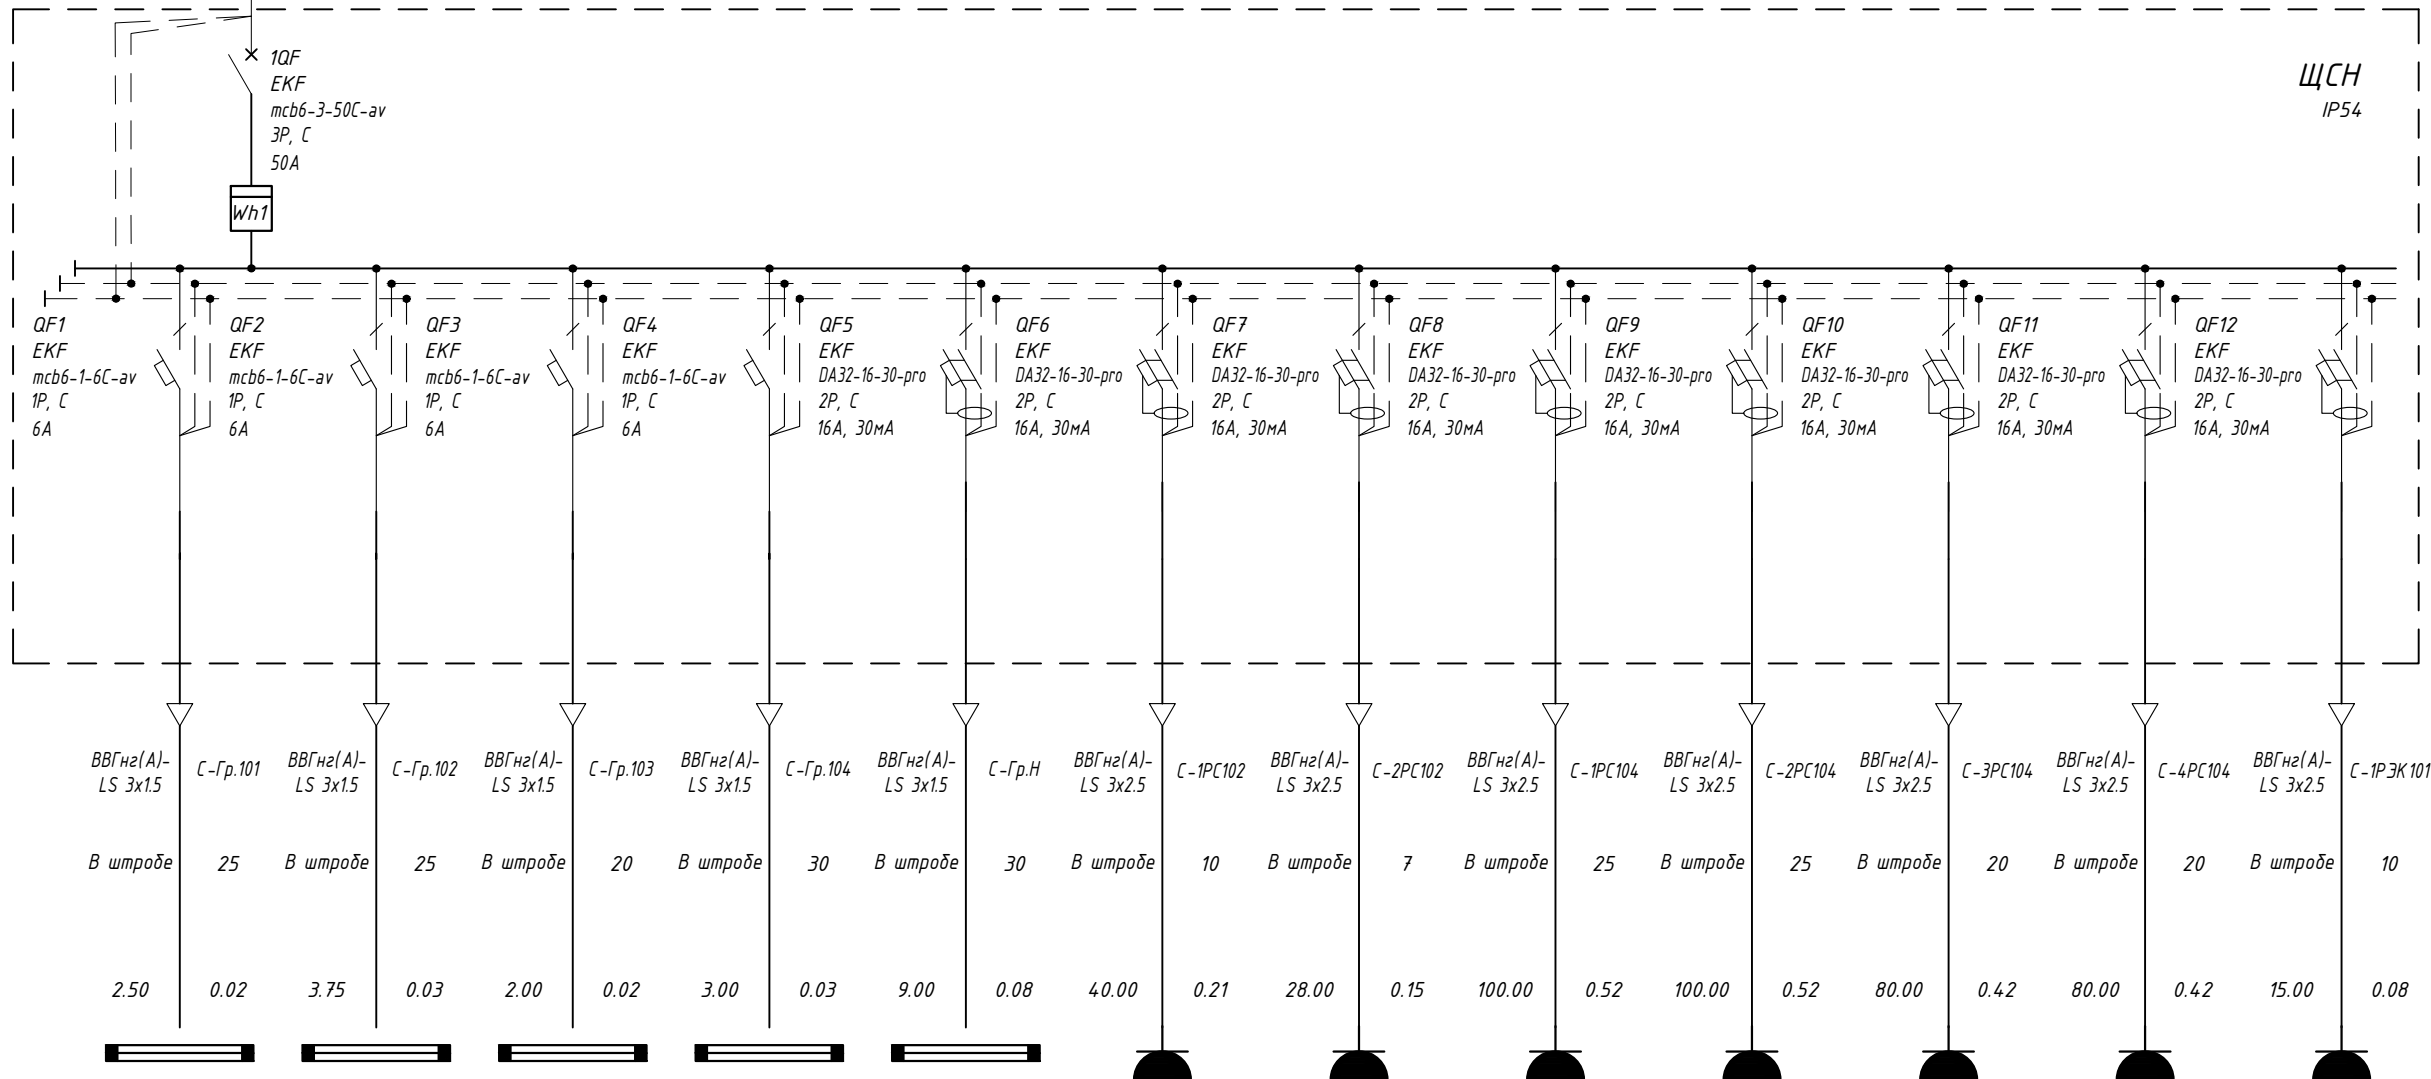 1QF
EKF
mcb6-3-50C-av
3P, C
50A
ЩСН
IP54
Wh1
QF1
EKF
mcb6-1-6C-av
1P, C
6A
QF2
EKF
mcb6-1-6C-av
1P, C
6A
QF3
EKF
mcb6-1-6C-av
1P, C
6A
QF4
EKF
mcb6-1-6C-av
1P, C
6A
QF5
EKF
DA32-16-30-pro
2P, C
16A, 30мА
QF6
EKF
DA32-16-30-pro
2P, C
16A, 30мА
QF7
EKF
DA32-16-30-pro
2P, C
16A, 30мА
QF8
EKF
DA32-16-30-pro
2P, C
16A, 30мА
QF9
EKF
DA32-16-30-pro
2P, C
16A, 30мА
QF10
EKF
DA32-16-30-pro
2P, C
16A, 30мА
QF11
EKF
DA32-16-30-pro
2P, C
16A, 30мА
QF12
EKF
DA32-16-30-pro
2P, C
16A, 30мА
ВВГнг(А)-
LS 3x1.5
С-Гр.101
ВВГнг(А)-
LS 3x1.5
С-Гр.102
ВВГнг(А)-
LS 3x1.5
С-Гр.103
ВВГнг(А)-
LS 3x1.5
С-Гр.104
ВВГнг(А)-
LS 3x1.5
С-Гр.Н
ВВГнг(А)-
LS 3x2.5
С-1РС102
ВВГнг(А)-
LS 3x2.5
С-2РС102
ВВГнг(А)-
LS 3x2.5
С-1РС104
ВВГнг(А)-
LS 3x2.5
С-2РС104
ВВГнг(А)-
LS 3x2.5
С-3РС104
ВВГнг(А)-
LS 3x2.5
С-4РС104
ВВГнг(А)-
LS 3x2.5
С-1РЭК101
В штробе 25 В штробе 25 В штробе 20 В штробе 30 В штробе 30 В штробе 10 В штробе 7 В штробе 25 В штробе 25 В штробе 20 В штробе 20 В штробе 10
2.50 0.02 3.75 0.03 2.00 0.02 3.00 0.03 9.00 0.08 40.00 0.21 28.00 0.15 100.00 0.52 100.00 0.52 80.00 0.42 80.00 0.42 15.00 0.08